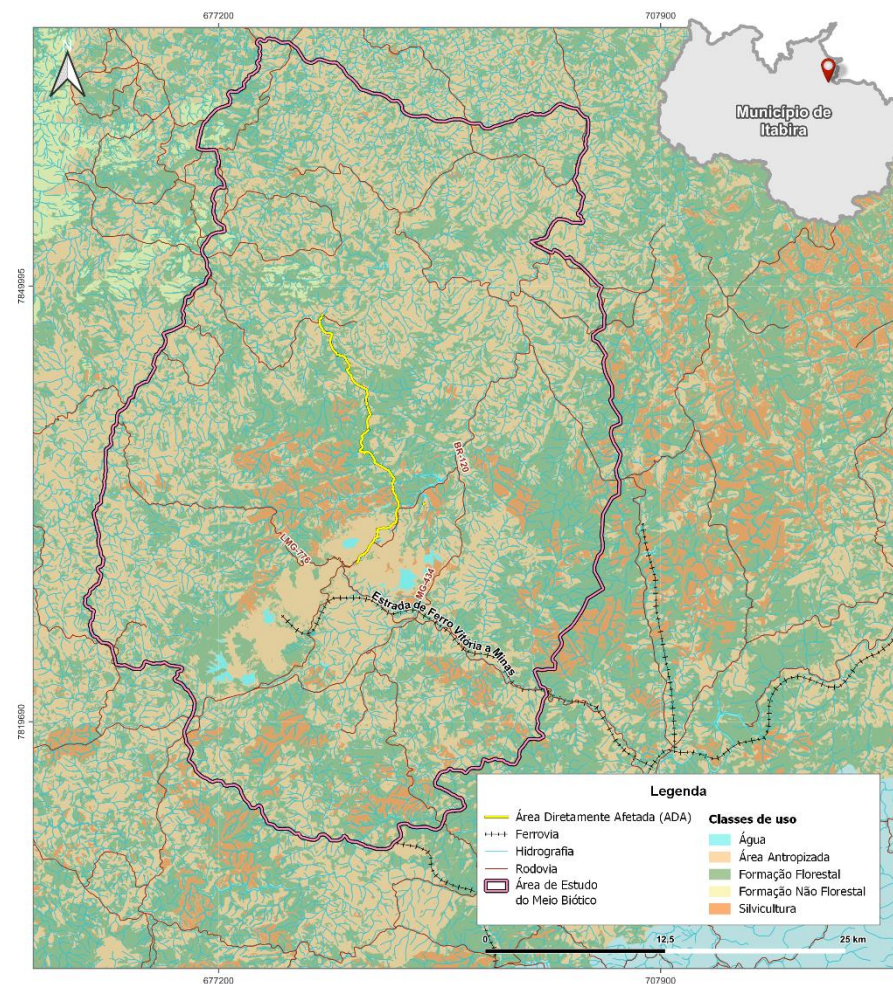 677200
707900
N
Município de
Itabira
7849995
BR-120
LMG-776
MG-434
Estrada de Ferro Vitória a Minas
7819690
Legenda
Área Diretamente Afetada (ADA)
Ferrovia
Hidrografia
Rodovia
Área de Estudo
do Meio Biótico
Classes de uso
Água
Área Antropizada
Formação Florestal
Formação Não Florestal
Silvicultura
0
12,5
25 km
677200
707900